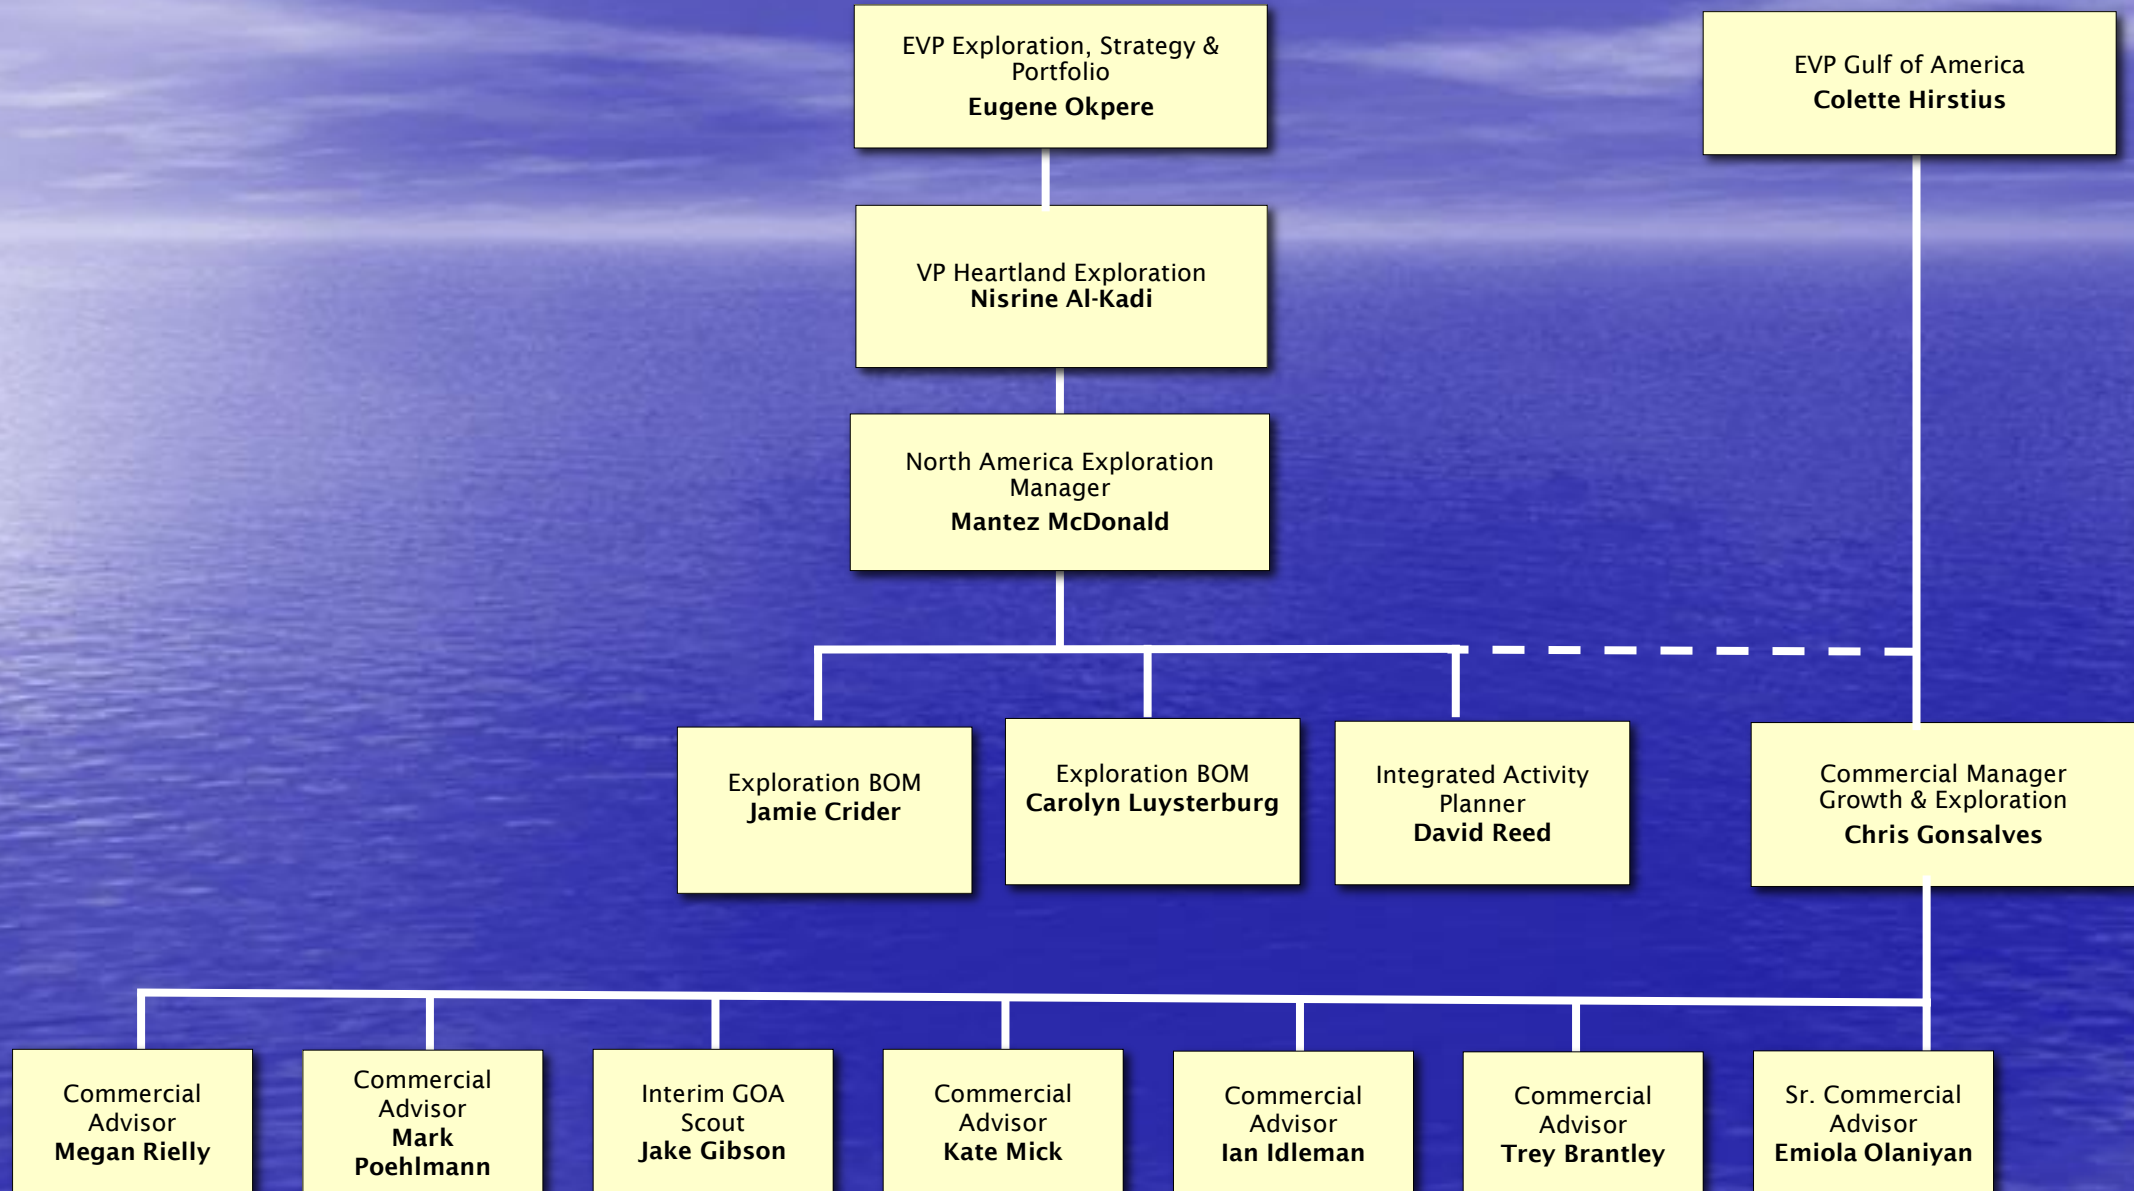 EVP Exploration, Strategy &
Portfolio
Eugene Okpere
EVP Gulf of America
Colette Hirstius
VP Heartland Exploration
Nisrine Al-Kadi
North America Exploration
Manager
Mantez McDonald
Exploration BOM
Jamie Crider
Exploration BOM
Carolyn Luysterburg
Integrated Activity
Planner
David Reed
Commercial Manager
Growth & Exploration
Chris Gonsalves
Commercial
Advisor
Megan Rielly
Commercial
Advisor
Mark
Poehlmann
Interim GOA
Scout
Jake Gibson
Commercial
Advisor
Kate Mick
Commercial
Advisor
Ian Idleman
Commercial
Advisor
Trey Brantley
Sr. Commercial
Advisor
Emiola Olaniyan